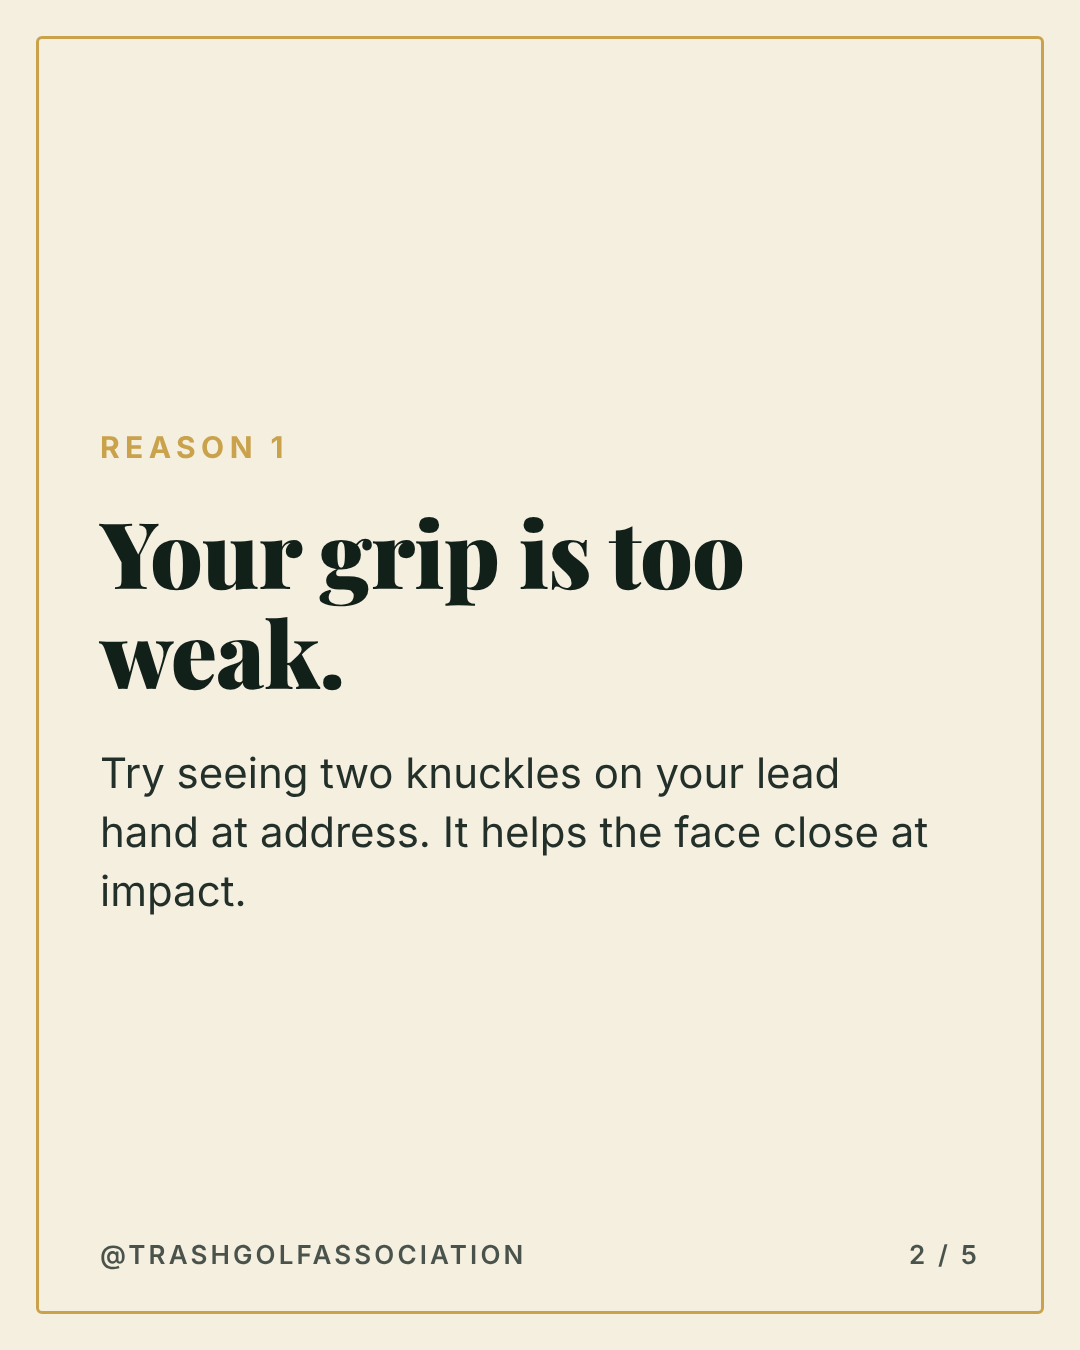 REASON 1
Your grip is too
weak.
Try seeing two knuckles on your lead
hand at address. It helps the face close at
impact.
@TRASHGOLFASSOCIATION
2 / 5